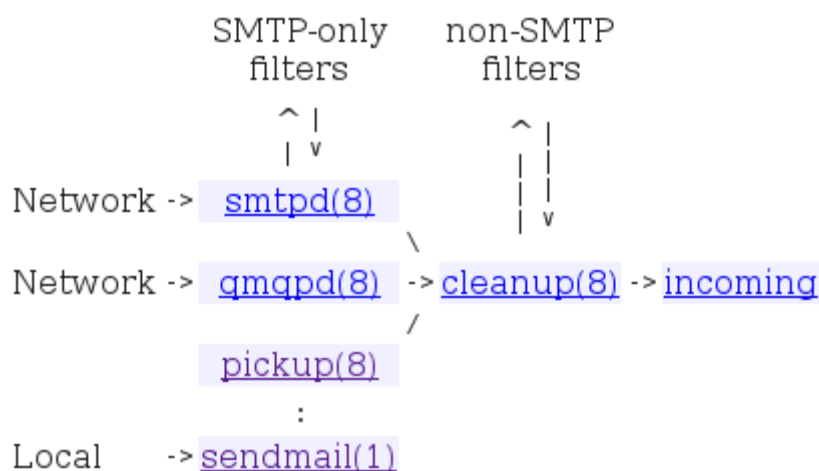 SMTP-only non-SMTP
filters filters
^ | ^ |
| v | |
| |
Network -> smtpd(8) | v
\
Network -> qmqpd(8) -> cleanup(8) -> incoming
/
pickup(8)
:
Local -> sendmail(1)